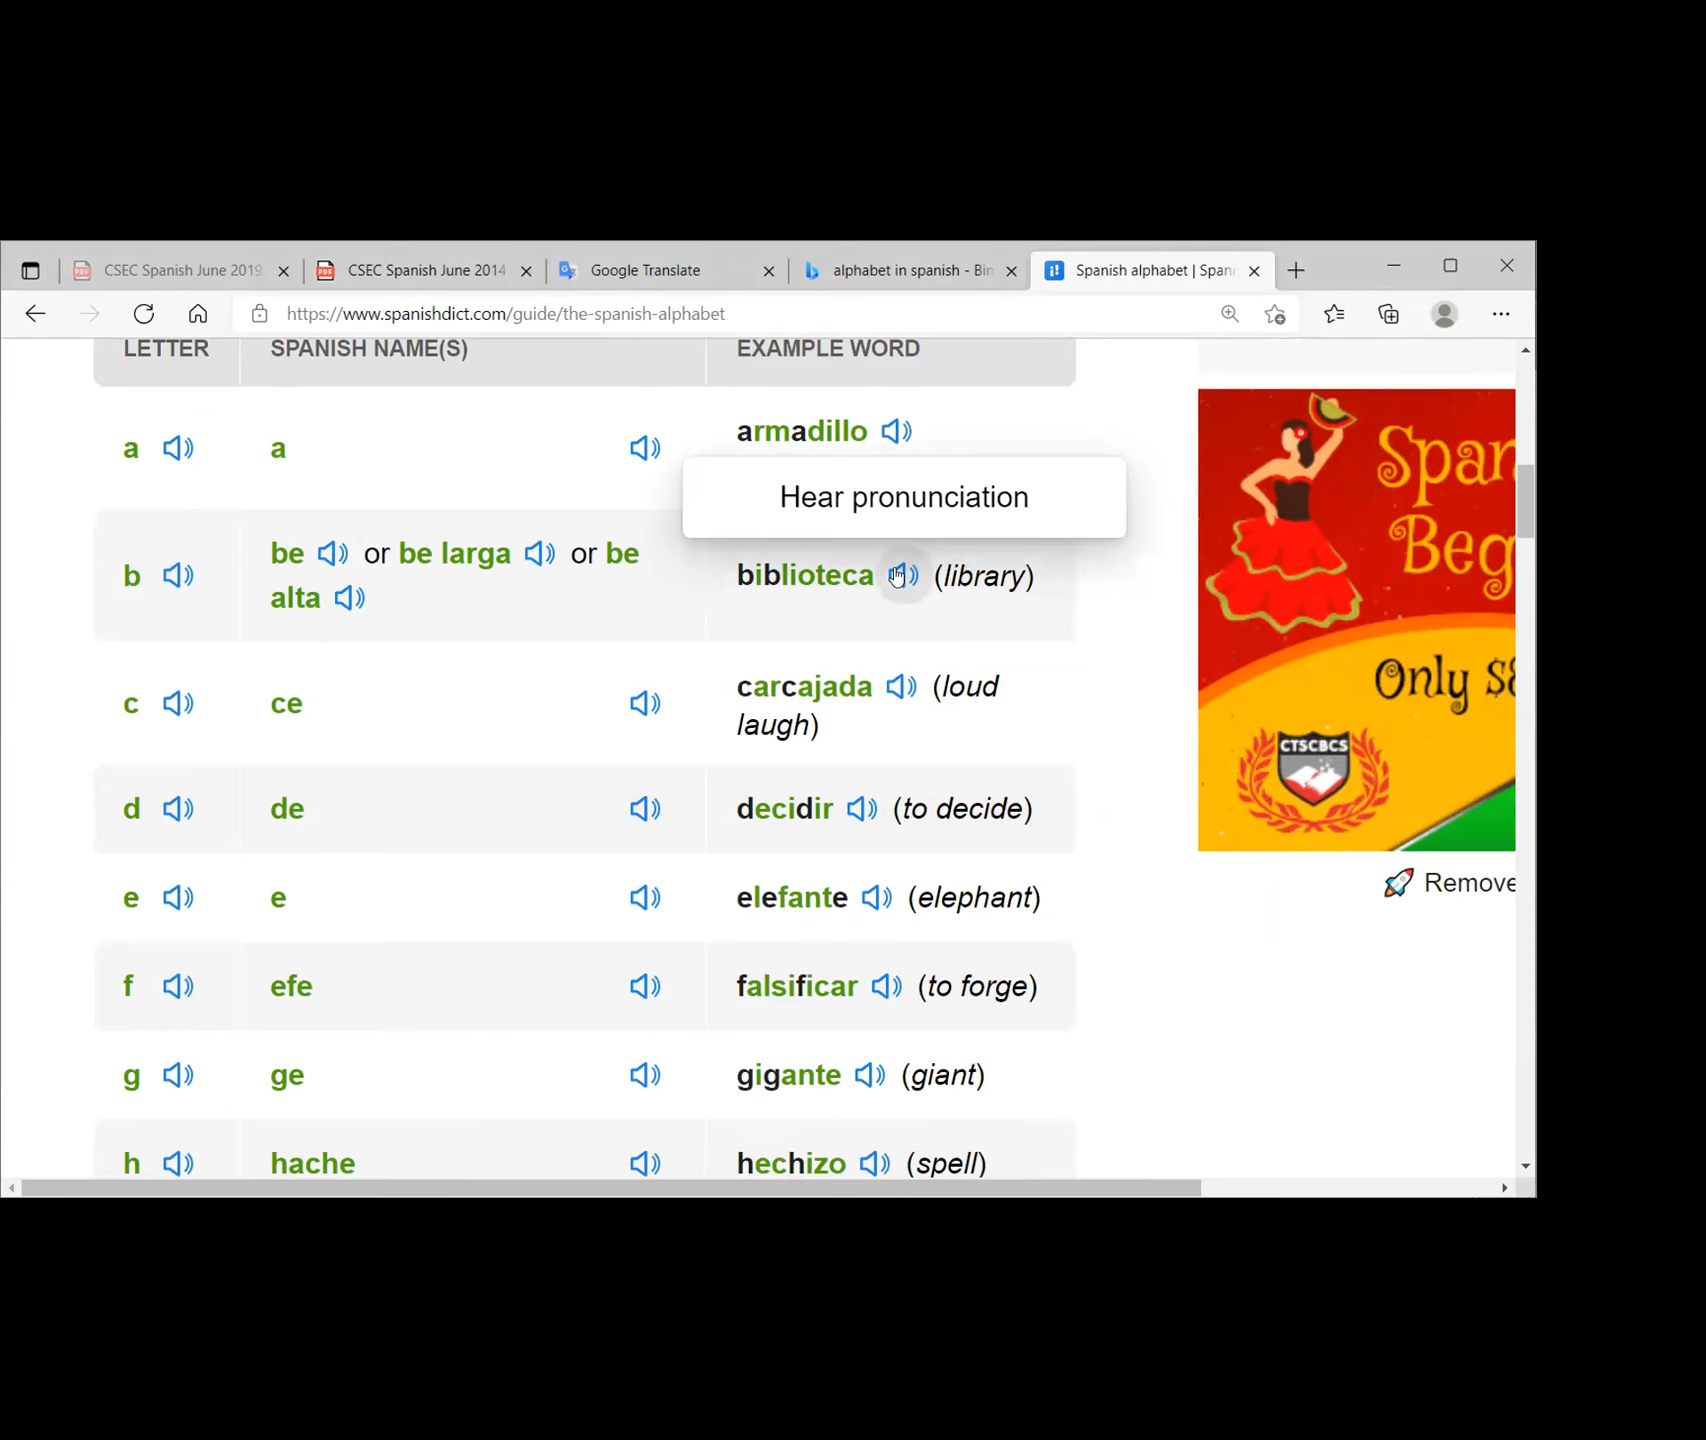 CSEC Spanish June 2019
CSEC Spanish June 2014
Google Translate
alphabet in spanish - Bin
Spanish alphabet | Spani
https://www.spanishdict.com/guide/the-spanish-alphabet
LETTER SPANISH NAME(S) EXAMPLE WORD
a a armadillo
Hear pronunciation
b be or be larga or be
alta
biblioteca (library)
c ce carcajada (loud
laugh)
d de decidir (to decide)
e e elefante (elephant)
f efe falsificar (to forge)
g ge gigante (giant)
h hache hechizo (spell)
Span
Beg
Only $8
CTSCBCS
Remove